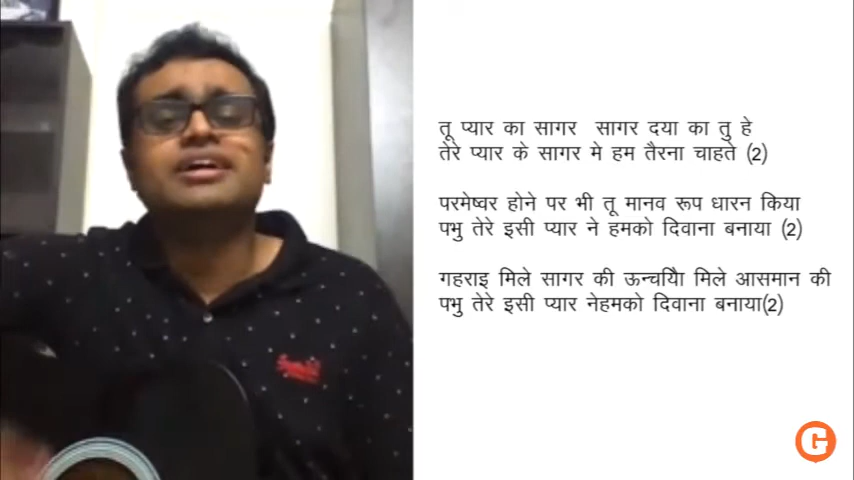 तू प्यार का सागर सागर दया का तु हे
तेरे प्यार के सागर मे हम तैरना चाहते (2)
परमेष्वर होने पर भी तू मानव रूप धारन किया
पभु तेरे इसी प्यार ने हमको दिवाना बनाया (2)
गहराइ मिले सागर की ऊन्चयिौ मिले आसमान की
पभु तेरे इसी प्यार नेहमको दिवाना बनाया(2)
G